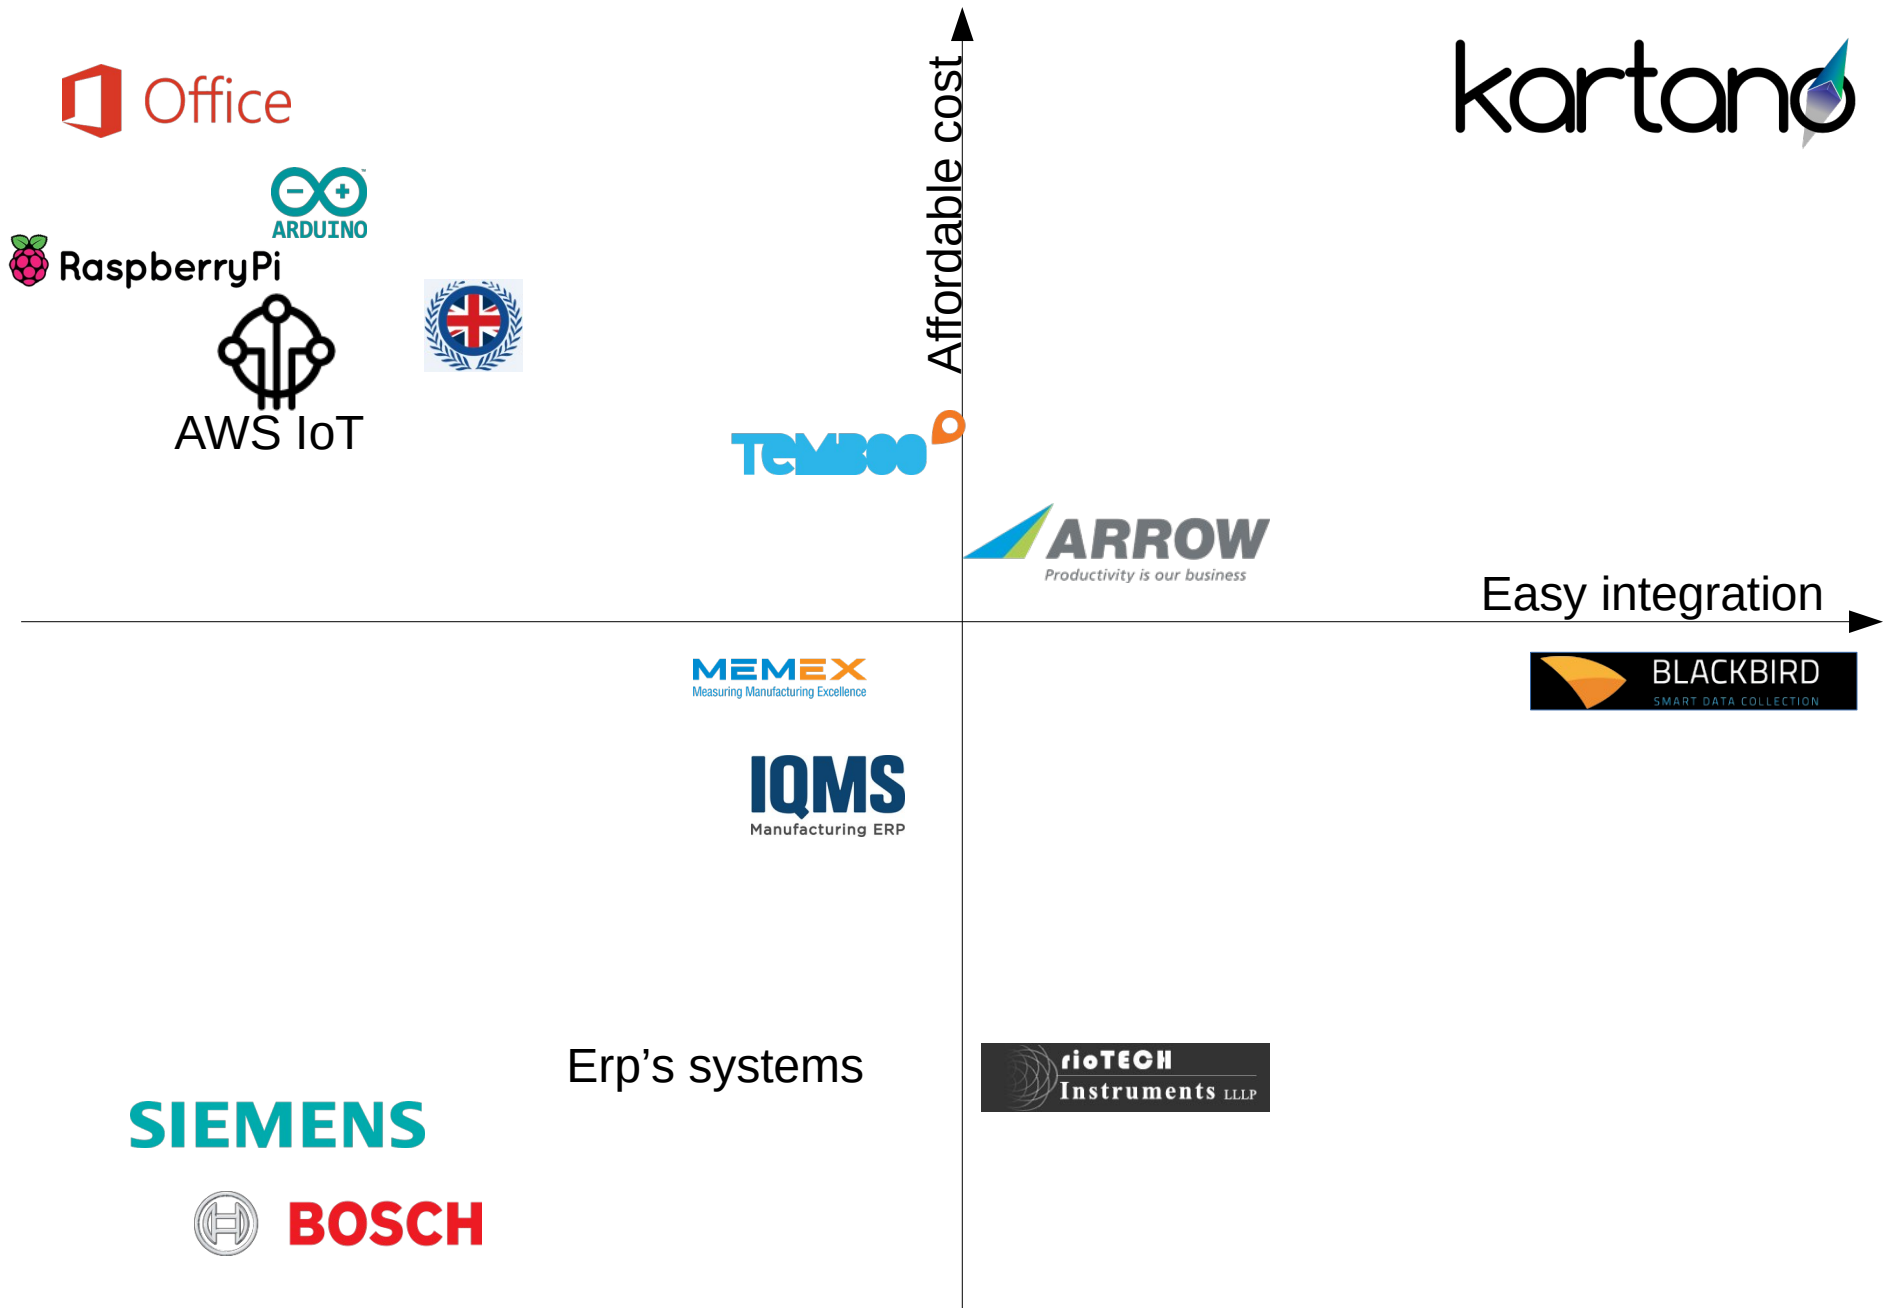 Office
kartano
Affordable cost
ARDUINO
RaspberryPi
AWS IoT
TEMBOO
ARROW
Productivity is our business
Easy integration
MEMEX
Measuring Manufacturing Excellence
BLACKBIRD
SMART DATA COLLECTION
IQMS
Manufacturing ERP
Erp’s systems
rioTECH
Instruments LLLP
SIEMENS
BOSCH